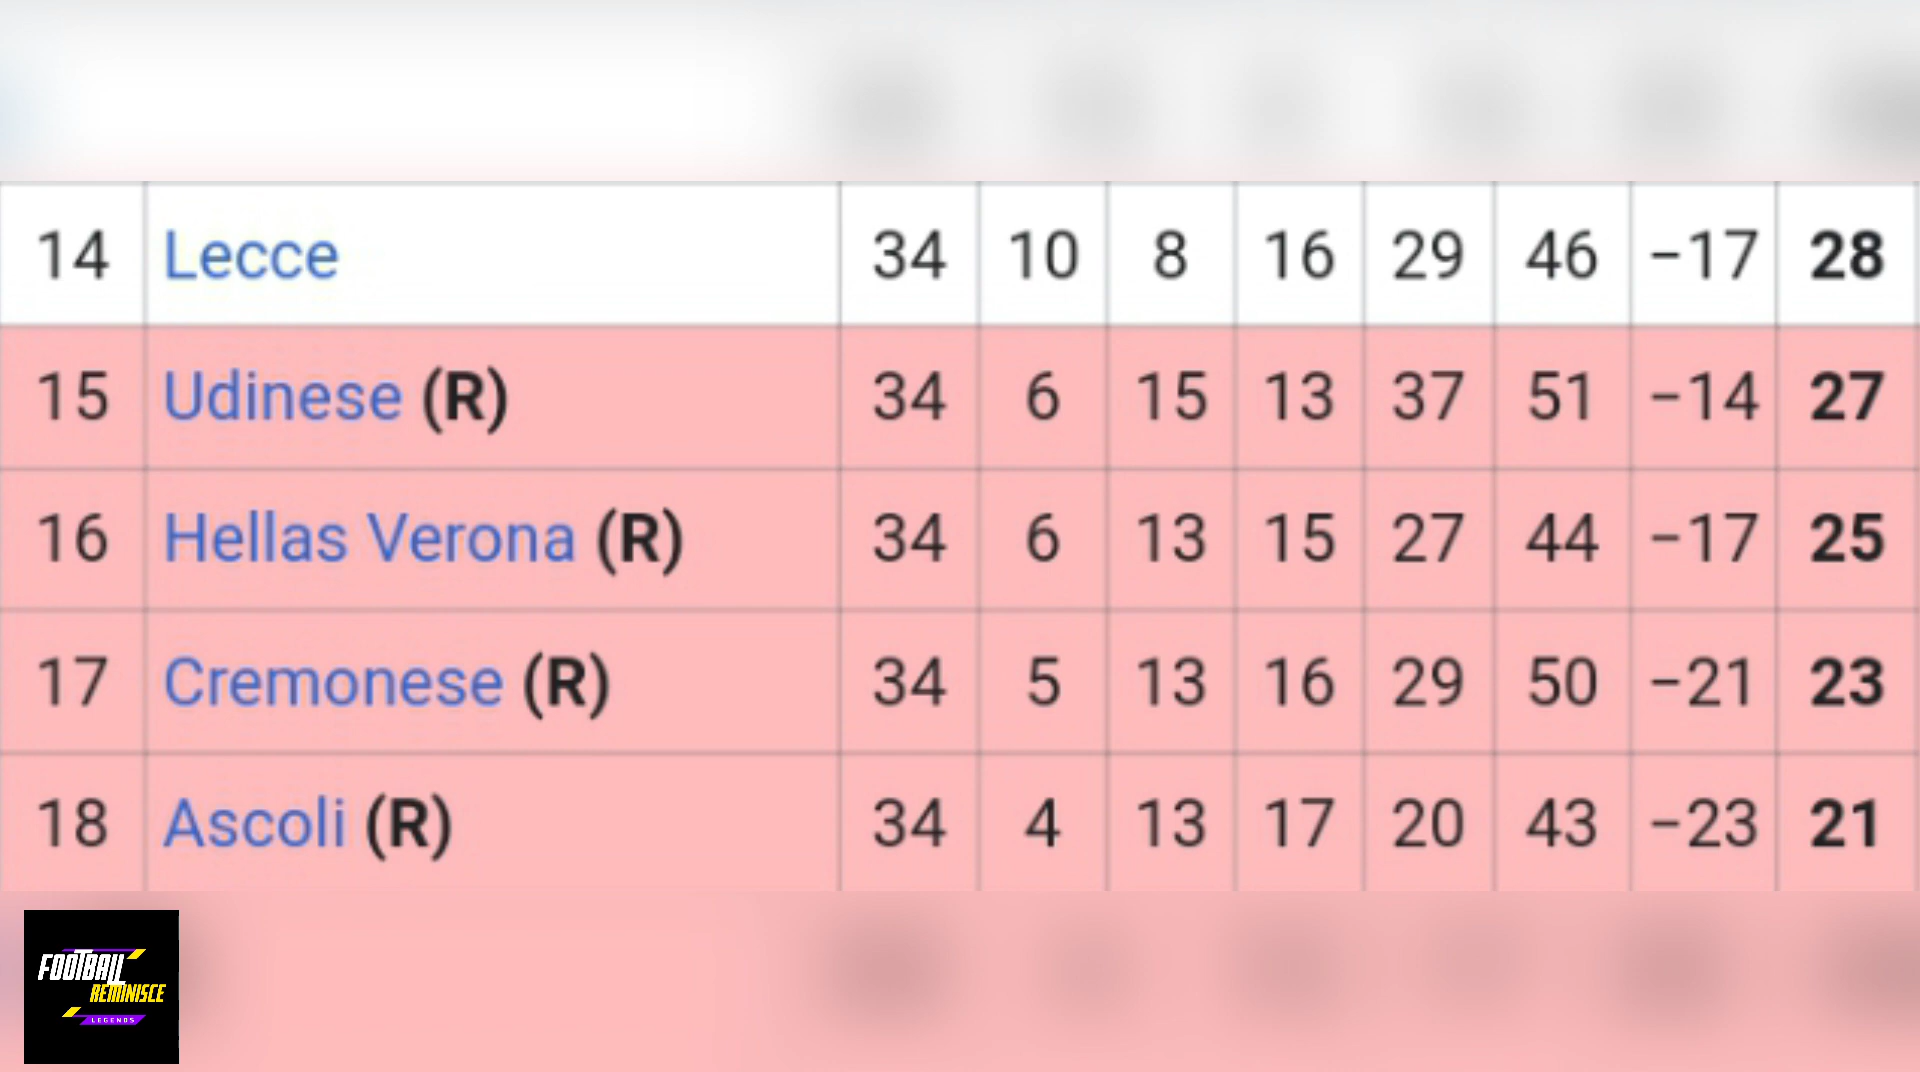 14 Lecce 34 10 8 16 29 46 −17 28
15 Udinese (R) 34 6 15 13 37 51 −14 27
16 Hellas Verona (R) 34 6 13 15 27 44 −17 25
17 Cremonese (R) 34 5 13 16 29 50 −21 23
18 Ascoli (R) 34 4 13 17 20 43 −23 21
FOOTBALL
REMINISCE
LEGENDS